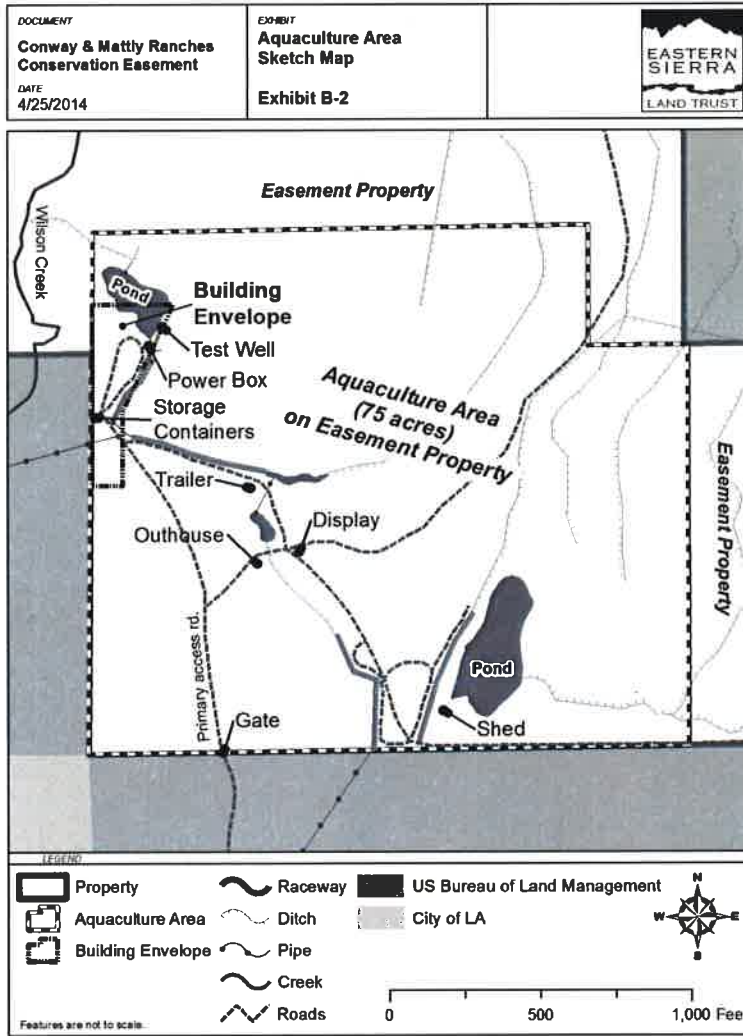 DOCUMENT
Conway & Mattly Ranches
Conservation Easement
DATE
4/25/2014
EXHIBIT
Aquaculture Area
Sketch Map
Exhibit B-2
EASTERN
SIERRA
LAND TRUST
Easement Property
Wilson Creek
Pond
Building
Envelope
Test Well
Power Box
Storage
Containers
Aquaculture Area
(75 acres)
on Easement Property
Trailer
Outhouse
Display
Easement Property
Primary access rd.
Pond
Gate
Shed
LEGEND
Property
Aquaculture Area
Building Envelope
Raceway
Ditch
Pipe
Creek
Roads
US Bureau of Land Management
City of LA
N
W
E
S
0 500 1,000 Fee
Features are not to scale.